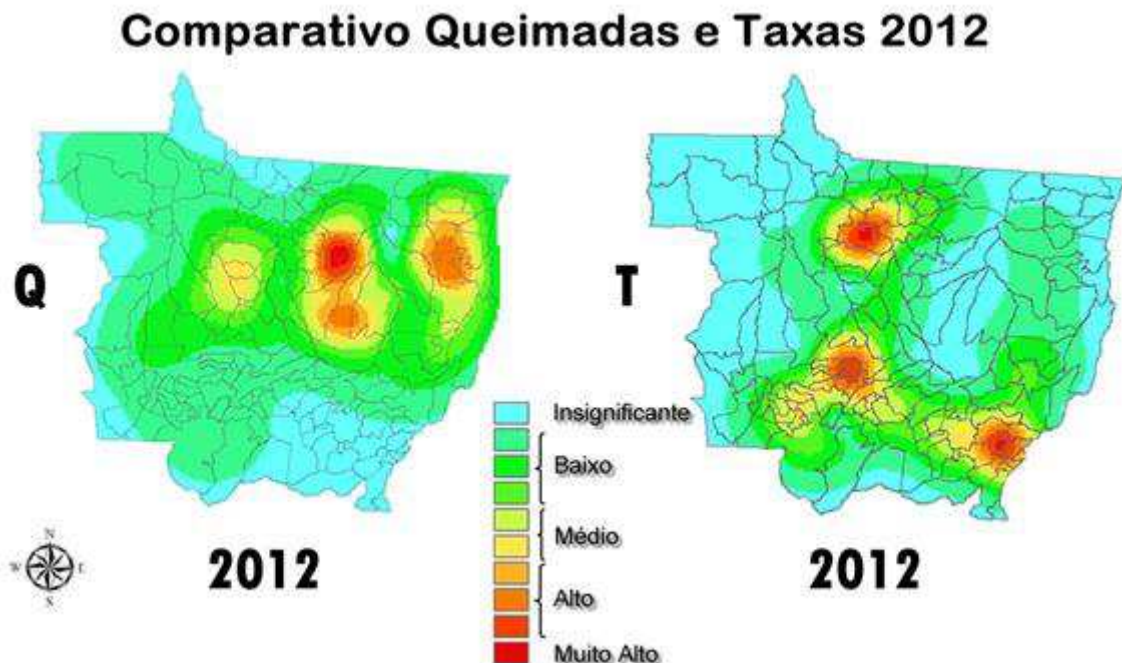 Comparativo Queimadas e Taxas 2012
Q
T
Insignificante
Baixo
Médio
Alto
Muito Alto
N
W
L
S
2012
2012